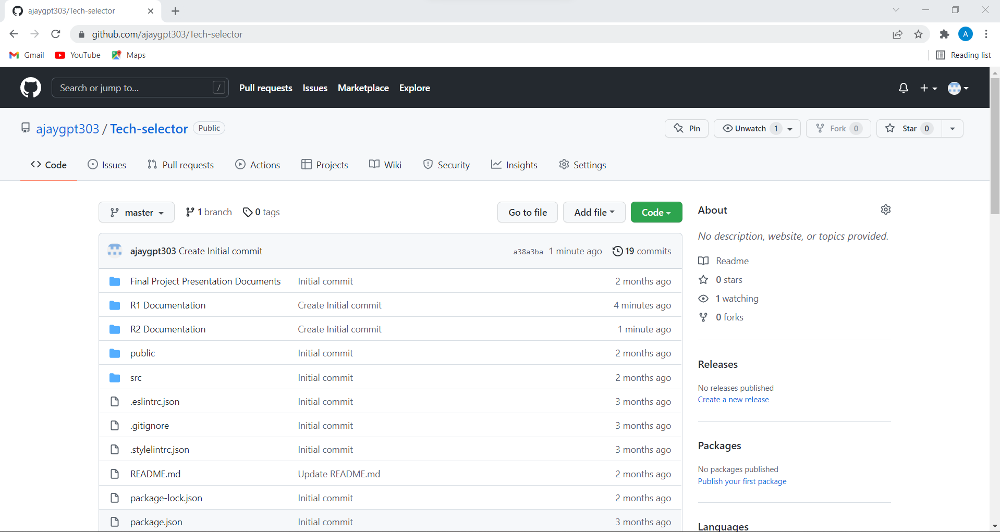 ajaygpt303/Tech-selector
github.com/ajaygpt303/Tech-selector
A
Gmail YouTube Maps Reading list
Search or jump to... / Pull requests Issues Marketplace Explore
ajaygpt303 / Tech-selector Public Pin Unwatch 1 Fork 0 Star 0
Code Issues Pull requests Actions Projects Wiki Security Insights Settings
master 1 branch 0 tags Go to file Add file Code
ajaygpt303 Create Initial commit a38a3ba 1 minute ago 19 commits
Final Project Presentation Documents Initial commit 2 months ago
R1 Documentation Create Initial commit 4 minutes ago
R2 Documentation Create Initial commit 1 minute ago
public Initial commit 2 months ago
src Initial commit 2 months ago
.eslintrc.json Initial commit 3 months ago
.gitignore Initial commit 3 months ago
.stylelintrc.json Initial commit 3 months ago
README.md Update README.md 2 months ago
package-lock.json Initial commit 2 months ago
package.json Initial commit 3 months ago
About
No description, website, or topics provided.
Readme
0 stars
1 watching
0 forks
Releases
No releases published
Create a new release
Packages
No packages published
Publish your first package
Languages